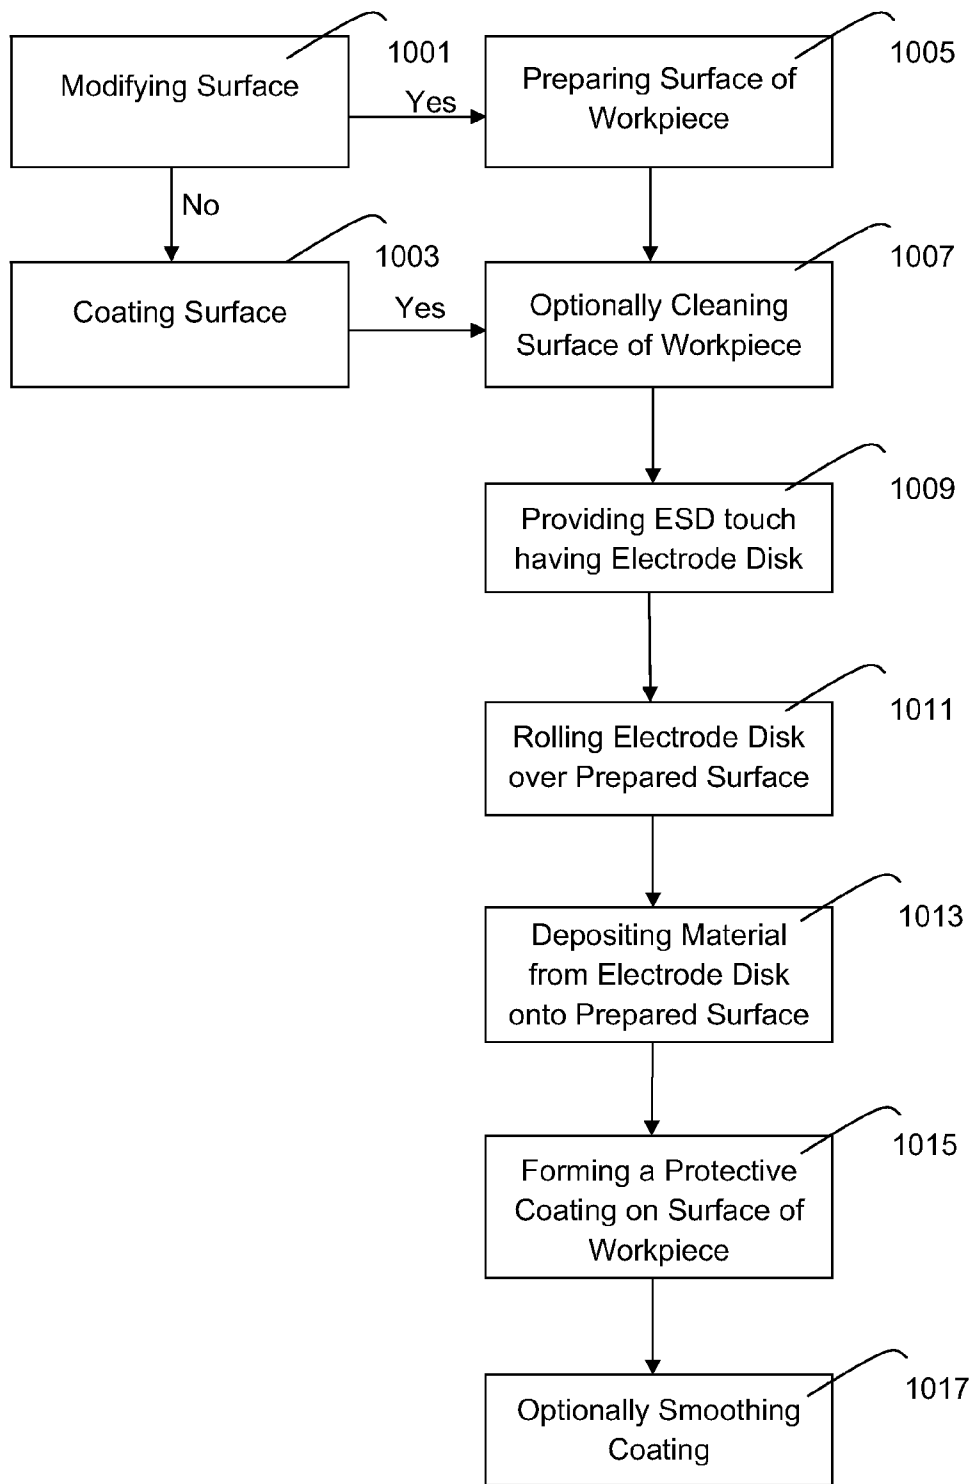 1001
Modifying Surface
Yes
1005
Preparing Surface of
Workpiece
No
1003
Coating Surface
Yes
1007
Optionally Cleaning
Surface of Workpiece
1009
Providing ESD touch
having Electrode Disk
1011
Rolling Electrode Disk
over Prepared Surface
1013
Depositing Material
from Electrode Disk
onto Prepared Surface
1015
Forming a Protective
Coating on Surface of
Workpiece
1017
Optionally Smoothing
Coating